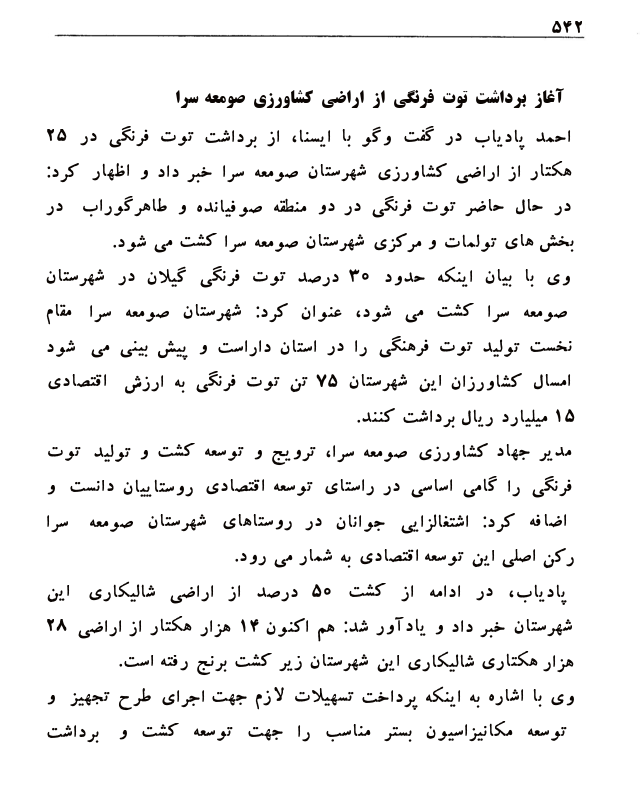 ۵۴۲
آغاز برداشت توت فرنگی از اراضی کشاورزی صومعه سرا
احمد پادیاب در گفت وگو با ایسنا، از برداشت توت فرنگی در ۲۵
هکتار از اراضی کشاورزی شهرستان صومعه سرا خبر داد و اظهار کرد:
در حال حاضر توت فرنگی در دو منطقه صوفیانده و طاهرگوراب در
بخش های تولمات و مرکزی شهرستان صومعه سرا کشت می شود.
وی با بیان اینکه حدود ۳۰ درصد توت فرنگی گیلان در شهرستان
صومعه سرا کشت می شود، عنوان کرد: شهرستان صومعه سرا مقام
نخست تولید توت فرهنگی را در استان داراست و پیش بینی می شود
امسال کشاورزان این شهرستان ۷۵ تن توت فرنگی به ارزش اقتصادی
۱۵ میلیارد ریال برداشت کنند.
مدیر جهاد کشاورزی صومعه سرا، ترویج و توسعه کشت و تولید توت
فرنگی را گامی اساسی در راستای توسعه اقتصادی روستاییان دانست و
اضافه کرد: اشتغالزایی جوانان در روستاهای شهرستان صومعه سرا
رکن اصلی این توسعه اقتصادی به شمار می رود.
پادیاب، در ادامه از کشت ۵۰ درصد از اراضی شالیکاری این
شهرستان خبر داد و یادآور شد: هم اکنون ۱۴ هزار هکتار از اراضی ۲۸
هزار هکتاری شالیکاری این شهرستان زیر کشت برنج رفته است.
وی با اشاره به اینکه پرداخت تسهیلات لازم جهت اجرای طرح تجهیز و
توسعه مکانیزاسیون بستر مناسب را جهت توسعه کشت و برداشت